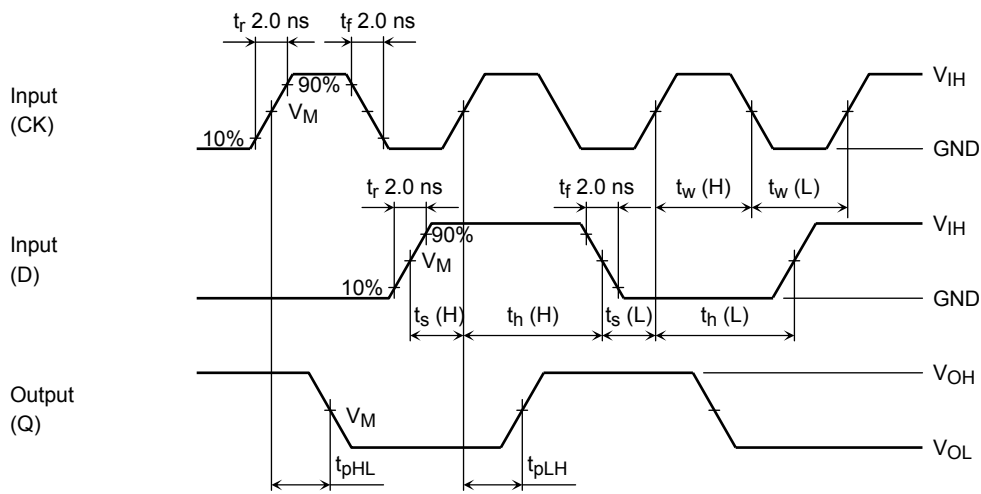 tr 2.0 ns
tf 2.0 ns
Input
(CK)
10%
90%
VM
VIH
GND
tr 2.0 ns
tf 2.0 ns
tw (H)
tw (L)
Input
(D)
10%
90%
VM
VIH
GND
ts (H)
th (H)
ts (L)
th (L)
Output
(Q)
VM
VOH
VOL
tpHL
tpLH